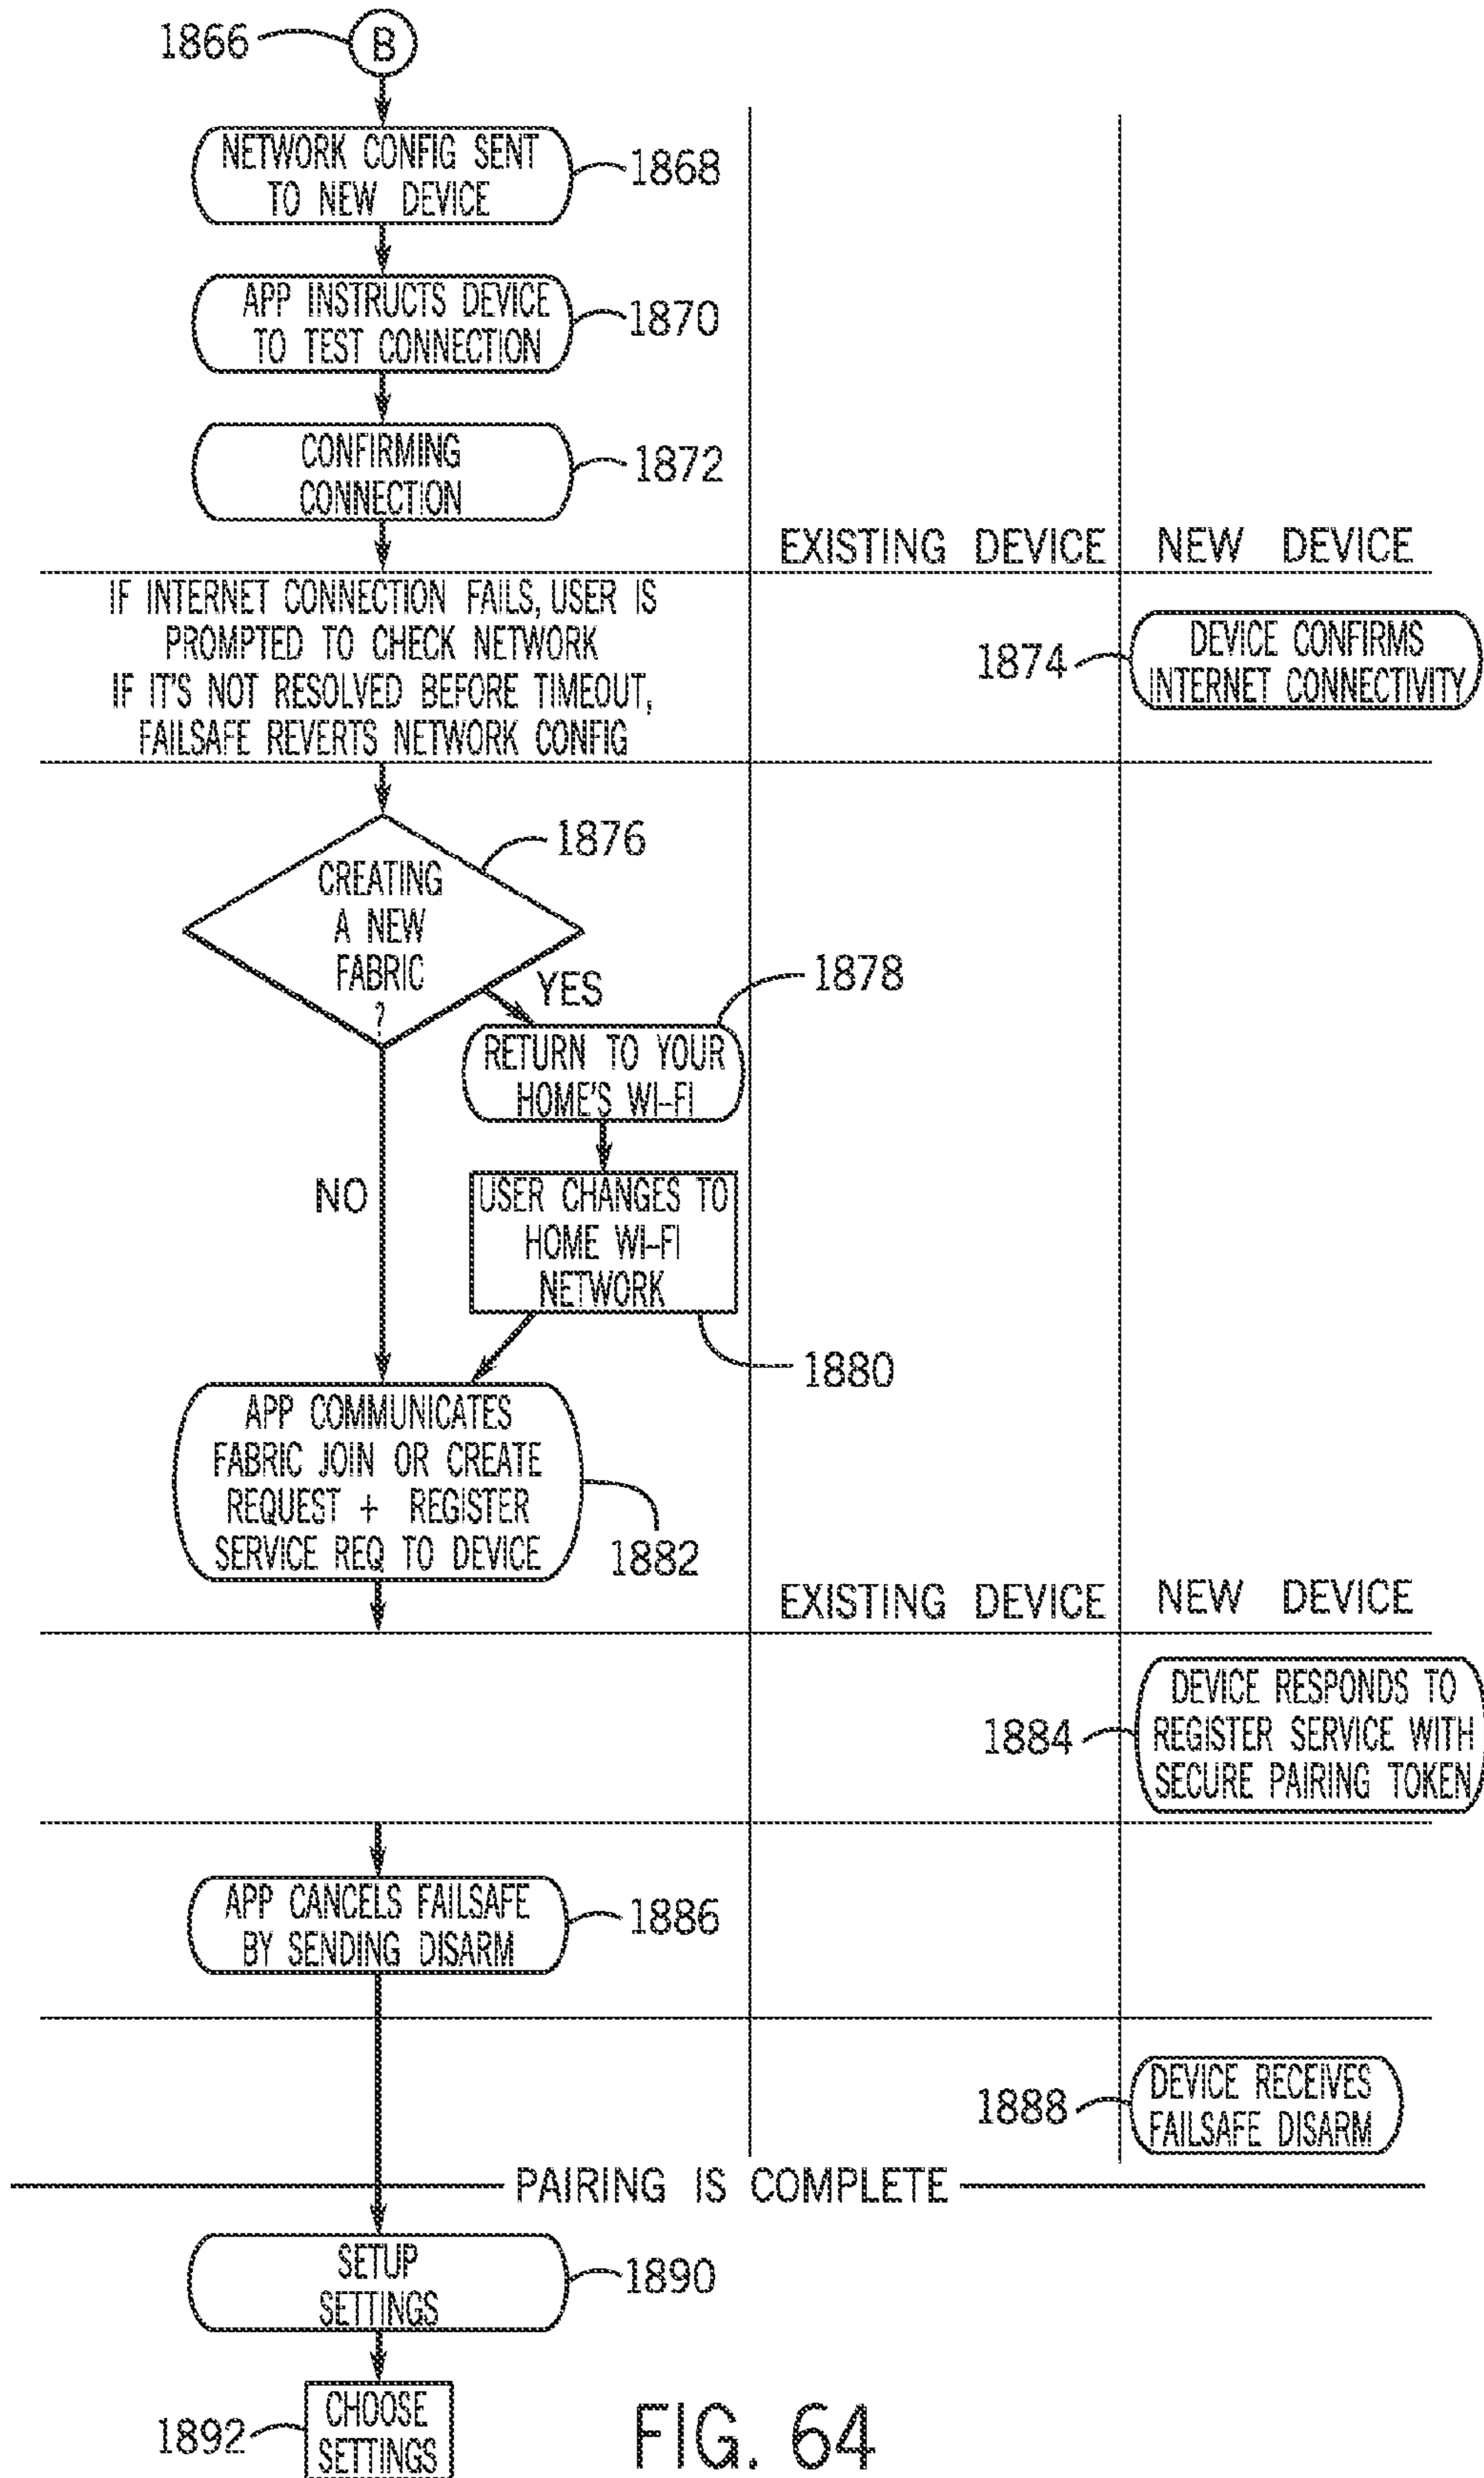 1866
B
NETWORK CONFIG SENT
TO NEW DEVICE
1868
APP INSTRUCTS DEVICE
TO TEST CONNECTION
1870
CONFIRMING
CONNECTION
1872
EXISTING DEVICE
NEW DEVICE
IF INTERNET CONNECTION FAILS, USER IS
PROMPTED TO CHECK NETWORK
IF IT'S NOT RESOLVED BEFORE TIMEOUT,
FAILSAFE REVERTS NETWORK CONFIG
1874
DEVICE CONFIRMS
INTERNET CONNECTIVITY
1876
CREATING
A NEW
FABRIC
?
YES
1878
RETURN TO YOUR
HOME'S WI-FI
NO
USER CHANGES TO
HOME WI-FI
NETWORK
1880
APP COMMUNICATES
FABRIC JOIN OR CREATE
REQUEST + REGISTER
SERVICE REQ TO DEVICE
1882
EXISTING DEVICE
NEW DEVICE
1884
DEVICE RESPONDS TO
REGISTER SERVICE WITH
SECURE PAIRING TOKEN
APP CANCELS FAILSAFE
BY SENDING DISARM
1886
1888
DEVICE RECEIVES
FAILSAFE DISARM
PAIRING IS COMPLETE
SETUP
SETTINGS
1890
1892
CHOOSE
SETTINGS
FIG. 64